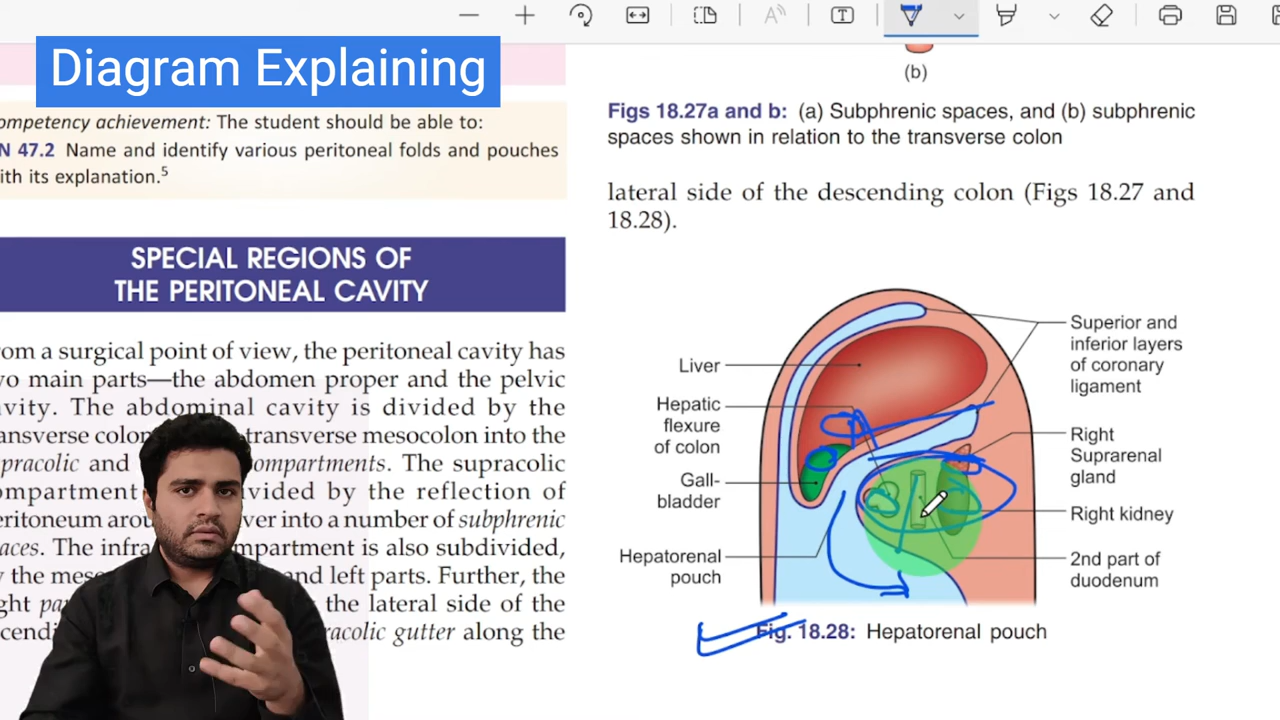 Diagram Explaining
ompetency achievement: The student should be able to:
N 47.2 Name and identify various peritoneal folds and pouches
ith its explanation.5
SPECIAL REGIONS OF
THE PERITONEAL CAVITY
om a surgical point of view, the peritoneal cavity has
wo main parts—the abdomen proper and the pelvic
avity. The abdominal cavity is divided by the
ansverse colon transverse mesocolon into the
pracolic and compartments. The supracolic
ompartment ivided by the reflection of
eritoneum arou ver into a number of subphrenic
aces. The infra mpartment is also subdivided,
y the mese and left parts. Further, the
ght the lateral side of the
scendi racolic gutter along the
(b)
Figs 18.27a and b: (a) Subphrenic spaces, and (b) subphrenic
spaces shown in relation to the transverse colon
lateral side of the descending colon (Figs 18.27 and
18.28).
Liver
Hepatic
flexure
of colon
Gall-
bladder
Hepatorenal
pouch
Superior and
inferior layers
of coronary
ligament
Right
Suprarenal
gland
Right kidney
2nd part of
duodenum
Fig. 18.28: Hepatorenal pouch